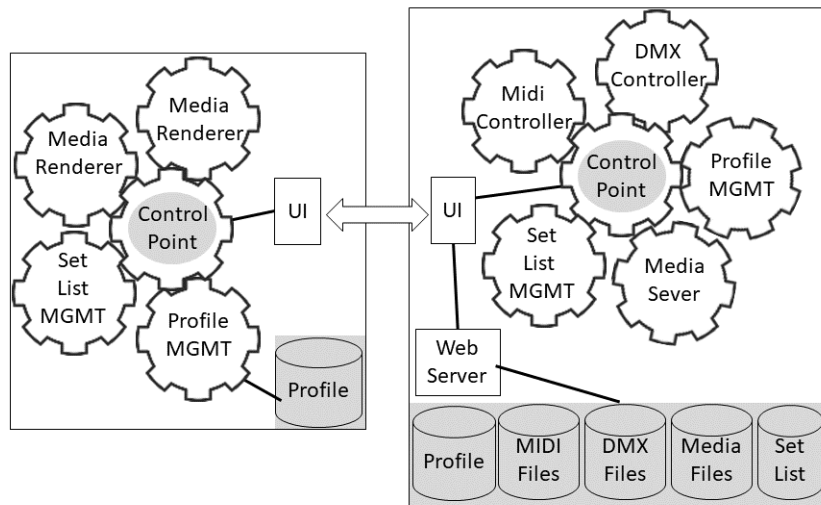 Media
Renderer
Media
Renderer
Control
Point
UI
Set
List
MGMT
Profile
MGMT
Profile
DMX
Controller
Midi
Controller
Control
Point
Profile
MGMT
UI
Set
List
MGMT
Media
Sever
Web
Server
Profile
MIDI
Files
DMX
Files
Media
Files
Set
List